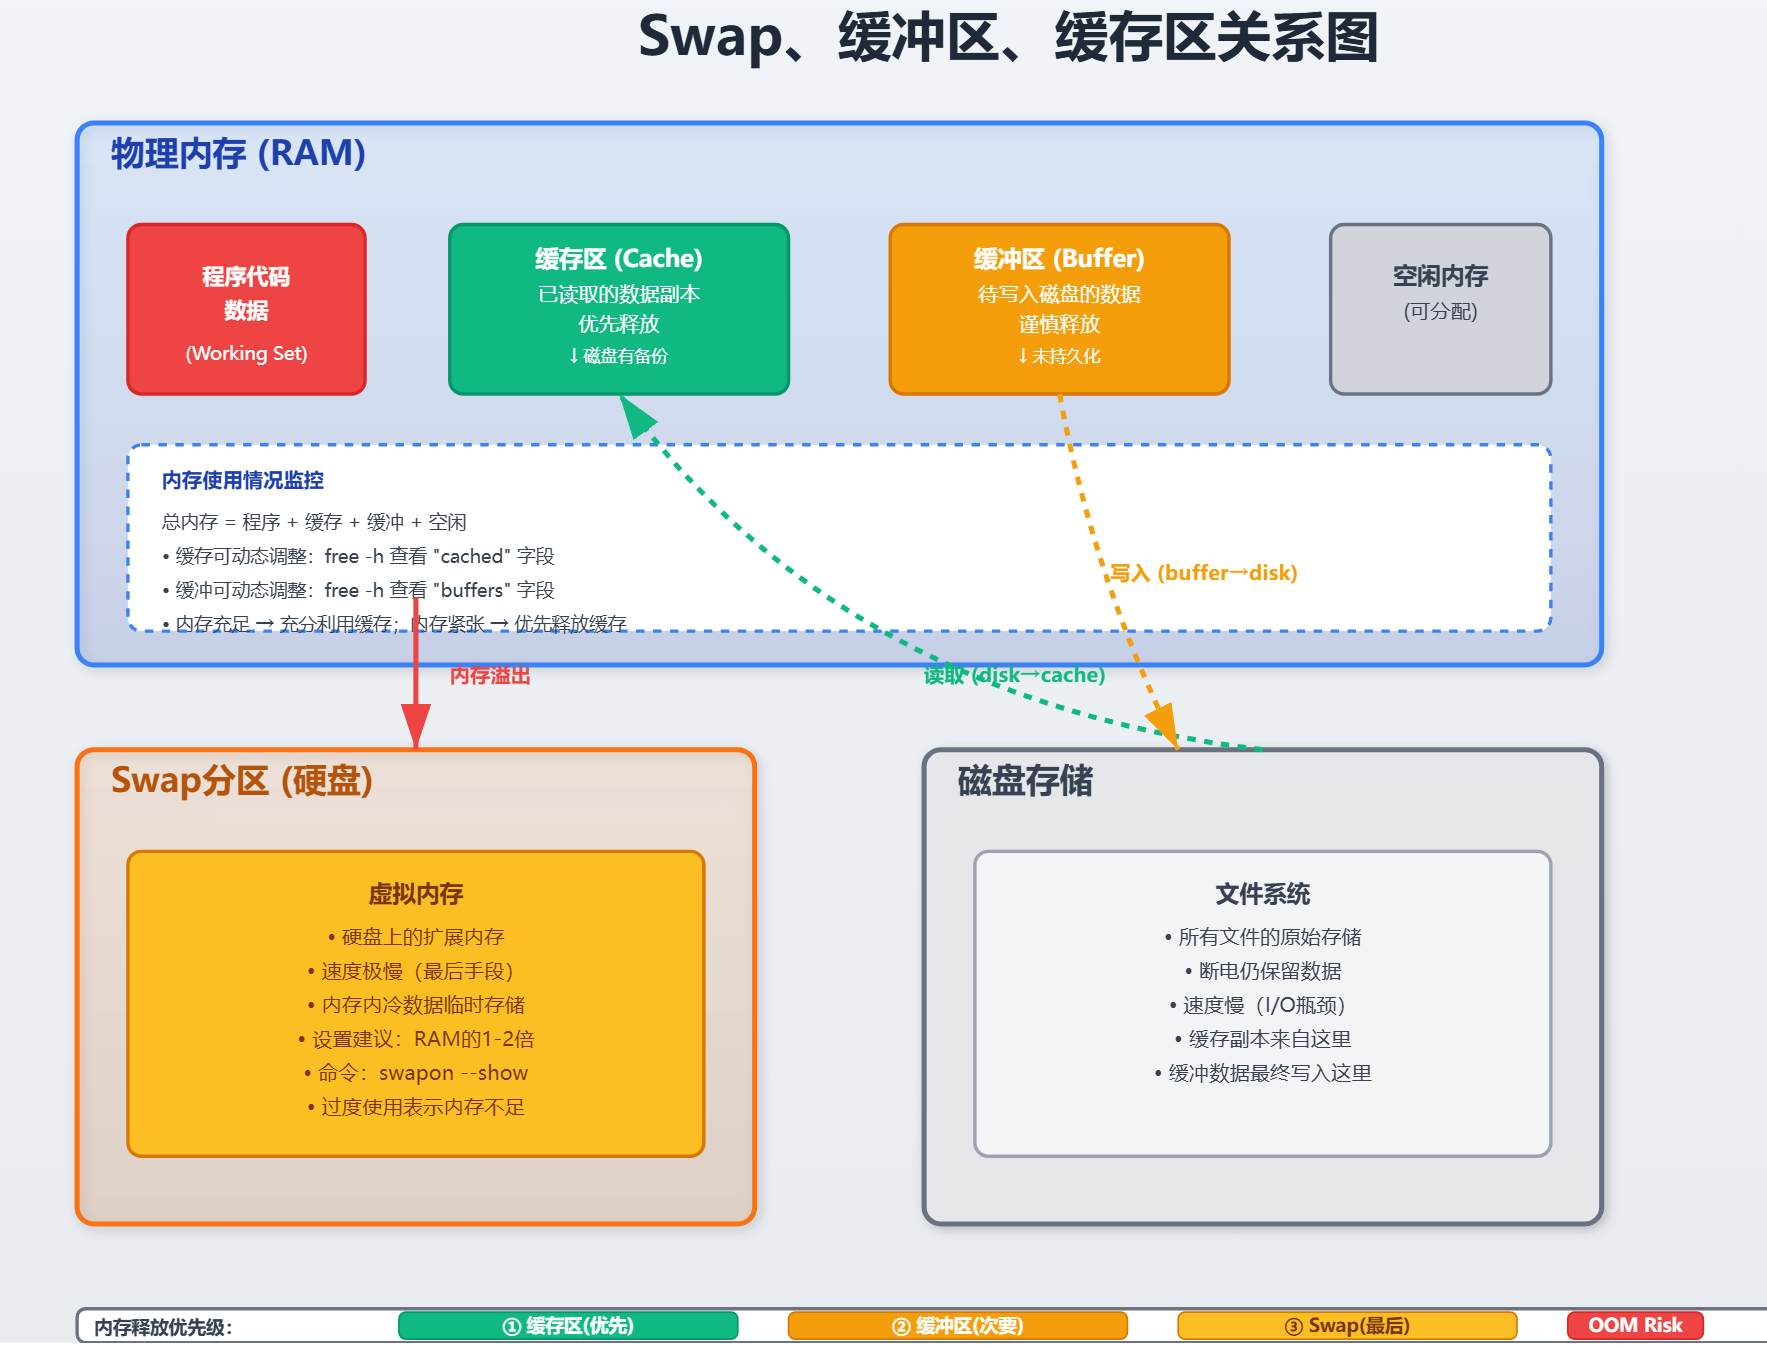 Swap、缓冲区、缓存区关系图
物理内存 (RAM)
程序代码
数据
(Working Set)
缓存区 (Cache)
已读取的数据副本
优先释放
↓ 磁盘有备份
缓冲区 (Buffer)
待写入磁盘的数据
谨慎释放
↓ 未持久化
空闲内存
(可分配)
内存使用情况监控
总内存 = 程序 + 缓存 + 缓冲 + 空闲
• 缓存可动态调整：free -h 查看 "cached" 字段
• 缓冲可动态调整：free -h 查看 "buffers" 字段
• 内存充足 → 充分利用缓存；内存紧张 → 优先释放缓存
写入 (buffer→disk)
内存溢出
读取 (disk→cache)
Swap分区 (硬盘)
虚拟内存
• 硬盘上的扩展内存
• 速度极慢（最后手段）
• 内存内冷数据临时存储
• 设置建议：RAM的1-2倍
• 命令：swapon --show
• 过度使用表示内存不足
磁盘存储
文件系统
• 所有文件的原始存储
• 断电仍保留数据
• 速度慢（I/O瓶颈）
• 缓存副本来自这里
• 缓冲数据最终写入这里
内存释放优先级：
① 缓存区(优先)
② 缓冲区(次要)
③ Swap(最后)
OOM Risk